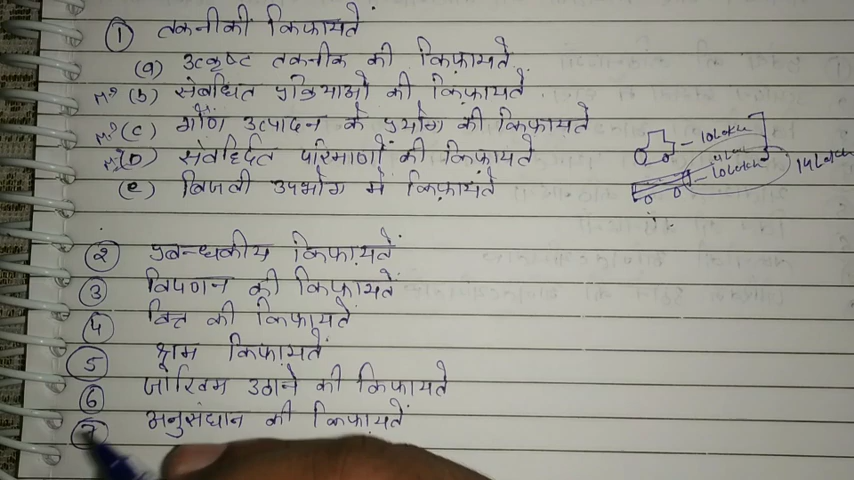 ① तकनीकी किफायतें
(a) उत्कृष्ट तकनीक की किफायतें
(b) संबंधित प्रक्रियाओं की किफायतें
(c) गौण उत्पादन के प्रयोग की किफायतें
(D) संवर्द्धित परिमाणों की किफायतें
(e) बिजली उपभोग में किफायतें
② प्रबन्धकीय किफायतें
③ विपणन की किफायतें
④ वित्त की किफायतें
⑤ श्रम किफायतें
⑥ जोखिम उठाने की किफायतें
⑦ अनुसंधान की किफायतें